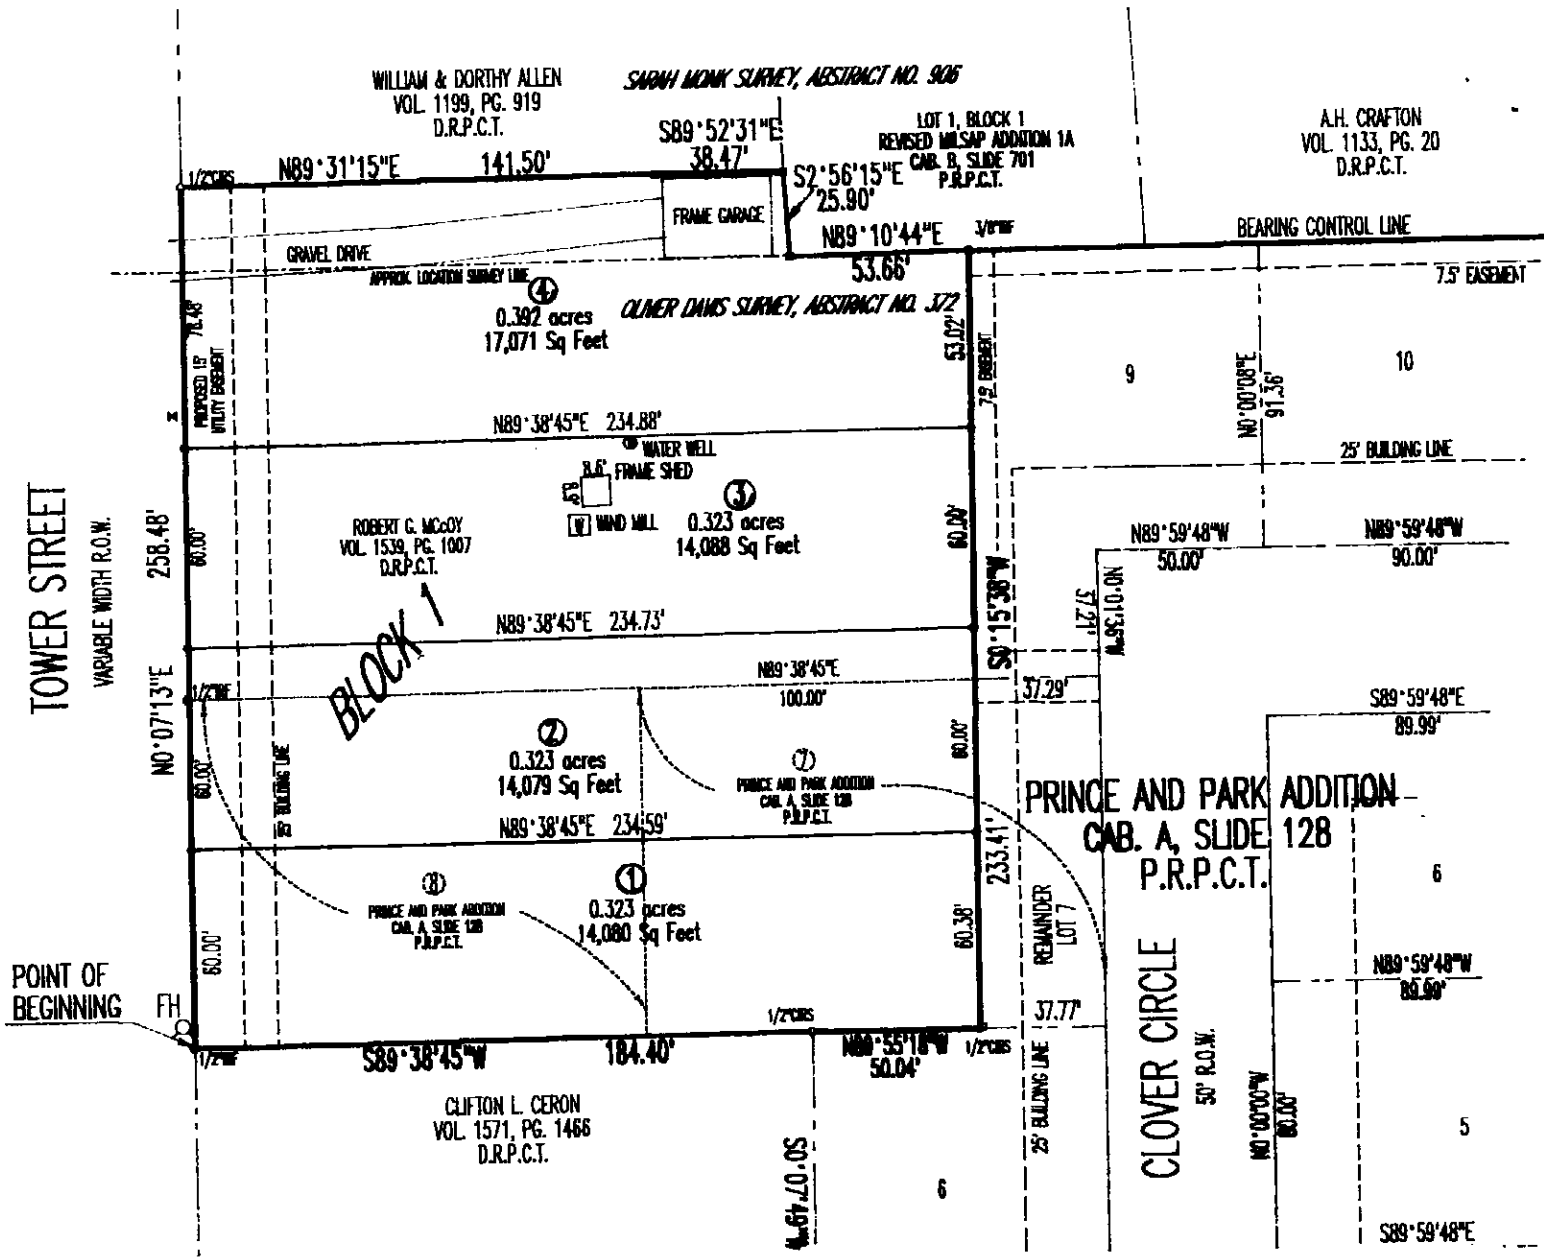 WILLIAM & DORTHY ALLEN
VOL. 1199, PG. 919
D.R.P.C.T.
SARAH MONK SURVEY, ABSTRACT NO. 906
LOT 1, BLOCK 1
REVISED MILSAP ADDITION 1A
CAB. B, SLIDE 701
P.R.P.C.T.
A.H. CRAFTON
VOL. 1133, PG. 20
D.R.P.C.T.
1/2"CIRS
N89°31'15"E 141.50'
S89°52'31"E
38.47'
S2°56'15"E
25.90'
N89°10'44"E
53.66'
BEARING CONTROL LINE
7.5' EASEMENT
FRAME GARAGE
GRAVEL DRIVE
APPROX. LOCATION SURVEY LINE
4
0.392 acres
17,071 Sq Feet
OLIVER DAVIS SURVEY, ABSTRACT NO. 372
78.48'
PROPOSED 15'
UTILITY EASEMENT
53.02'
9
10
N0°00'08"E
91.36'
25' BUILDING LINE
N89°38'45"E 234.88'
WATER WELL
8.6' FRAME SHED
W WIND MILL
3
0.323 acres
14,088 Sq Feet
ROBERT G. McCOY
VOL. 1539, PG. 1007
D.R.P.C.T.
TOWER STREET
VARIABLE WIDTH R.O.W.
258.48'
N0°07'13"E
60.00'
60.00'
S0°15'38"W
233.41'
N89°59'48"W
50.00'
N89°59'48"W
90.00'
N0°01'36"W
37.21'
BLOCK 1
N89°38'45"E 234.73'
N89°38'45"E
100.00'
37.29'
S89°59'48"E
89.99'
1/2"IRF
2
0.323 acres
14,079 Sq Feet
60.00'
60.00'
7
PRINCE AND PARK ADDITION
CAB. A, SLIDE 128
P.R.P.C.T.
PRINCE AND PARK ADDITION
CAB. A, SLIDE 128
P.R.P.C.T.
N89°38'45"E 234.59'
8
PRINCE AND PARK ADDITION
CAB. A, SLIDE 128
P.R.P.C.T.
1
0.323 acres
14,080 Sq Feet
60.00'
60.38'
REMAINDER
LOT 7
6
POINT OF
BEGINNING
FH
1/2"CIRS
37.77'
N89°59'48"W
89.99'
S89°38'45"W 184.40'
N89°55'18"W
50.04'
1/2"CIRS
CLIFTON L. CERON
VOL. 1571, PG. 1466
D.R.P.C.T.
S0°07'49"W
6
25' BUILDING LINE
CLOVER CIRCLE
50' R.O.W.
N0°00'00"W
80.00'
5
S89°59'48"E